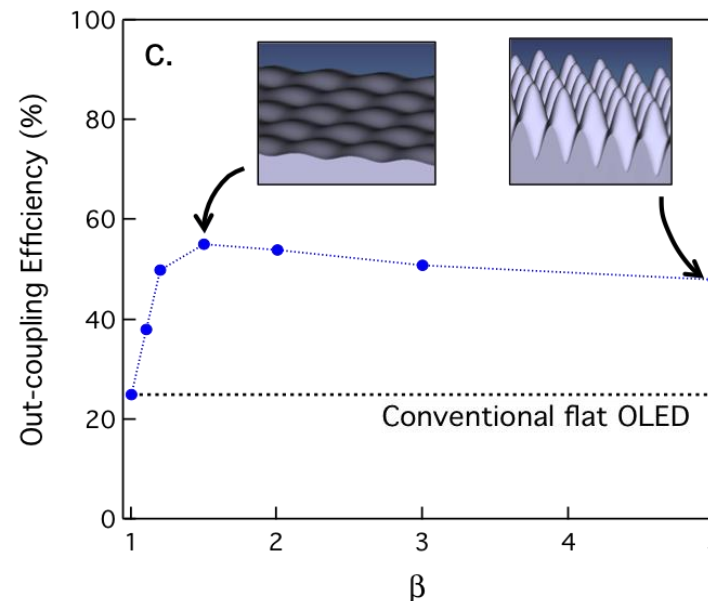 c.
100
80
60
40
20
0
Out-coupling Efficiency (%)
Conventional flat OLED
1 2 3 4
β